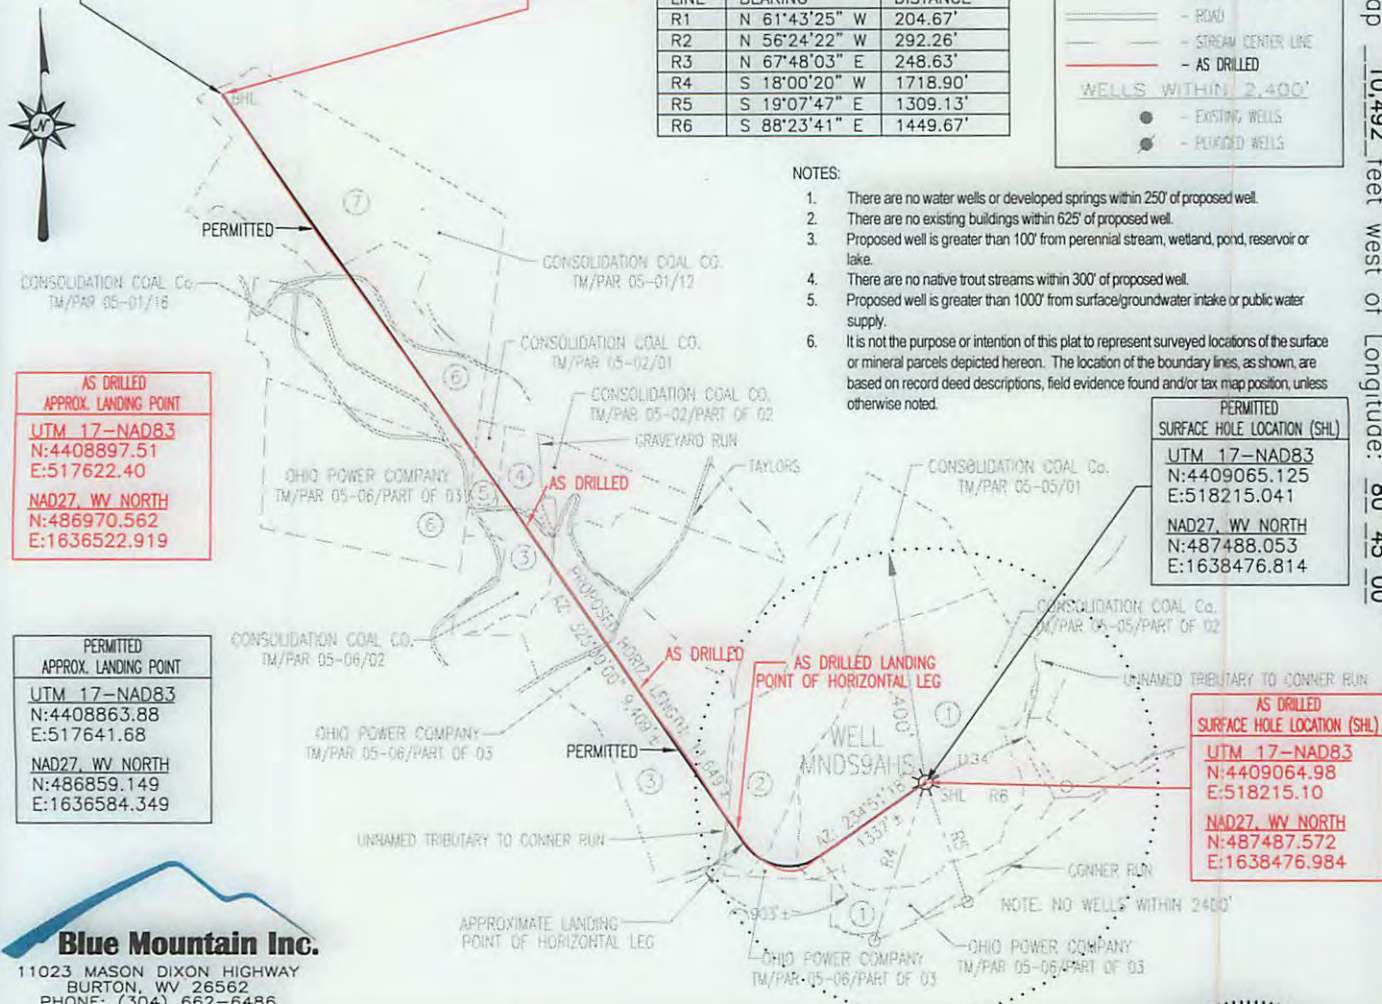 LINE BEARING DISTANCE
R1 N 61°43'25" W 204.67'
R2 N 56°24'22" W 292.26'
R3 N 67°48'03" E 248.63'
R4 S 18°00'20" W 1718.90'
R5 S 19°07'47" E 1309.13'
R6 S 88°23'41" E 1449.67'
- ROAD
- STREAM CENTER LINE
- AS DRILLED
WELLS WITHIN 2,400'
- EXISTING WELLS
- PLUGGED WELLS
10,492 feet west of Longitude: 80 45 00
N
BHL
NOTES:
1. There are no water wells or developed springs within 250' of proposed well.
2. There are no existing buildings within 625' of proposed well.
3. Proposed well is greater than 100' from perennial stream, wetland, pond, reservoir or
lake.
4. There are no native trout streams within 300' of proposed well.
5. Proposed well is greater than 1000' from surface/groundwater intake or public water
supply.
6. It is not the purpose or intention of this plat to represent surveyed locations of the surface
or mineral parcels depicted hereon. The location of the boundary lines, as shown, are
based on record deed descriptions, field evidence found and/or tax map position, unless
otherwise noted.
7
PERMITTED
CONSOLIDATION COAL CO.
TM/PAR 05-01/12
CONSOLIDATION COAL Co.
TM/PAR 05-01/16
CONSOLIDATION COAL CO.
TM/PAR 05-02/01
6
CONSOLIDATION COAL CO.
TM/PAR 05-02/PART OF 02
GRAVEYARD RUN
TAYLORS
AS DRILLED
APPROX. LANDING POINT
UTM 17-NAD83
N:4408897.51
E:517622.40
NAD27, WV NORTH
N:486970.562
E:1636522.919
OHIO POWER COMPANY
TM/PAR 05-06/PART OF 03
5
4
AS DRILLED
6
3
CONSOLIDATION COAL Co.
TM/PAR 05-05/01
PERMITTED
SURFACE HOLE LOCATION (SHL)
UTM 17-NAD83
N:4409065.125
E:518215.041
NAD27, WV NORTH
N:487488.053
E:1638476.814
CONSOLIDATION COAL Co.
TM/PAR 05-05/PART OF 02
UNNAMED TRIBUTARY TO CONNER RUN
CONSOLIDATION COAL CO.
TM/PAR 05-06/02
PERMITTED
APPROX. LANDING POINT
UTM 17-NAD83
N:4408863.88
E:517641.68
NAD27, WV NORTH
N:486859.149
E:1636584.349
PROPOSED HORIZ. LENGTH:
AS DRILLED
AS DRILLED LANDING
POINT OF HORIZONTAL LEG
OHIO POWER COMPANY
TM/PAR 05-06/PART OF 03
PERMITTED
3
2
1
WELL
MNDS9AHS
SHL R6
R4
R5
1337'±
AS DRILLED
SURFACE HOLE LOCATION (SHL)
UTM 17-NAD83
N:4409064.98
E:518215.10
NAD27, WV NORTH
N:487487.572
E:1638476.984
UNNAMED TRIBUTARY TO CONNER RUN
CONNER RUN
NOTE: NO WELLS WITHIN 2400'
903'±
1
APPROXIMATE LANDING
POINT OF HORIZONTAL LEG
OHIO POWER COMPANY
TM/PAR 05-06/PART OF 03
OHIO POWER COMPANY
TM/PAR 05-06/PART OF 03
Blue Mountain Inc.
11023 MASON DIXON HIGHWAY
BURTON, WV 26562
PHONE: (304) 662-6486